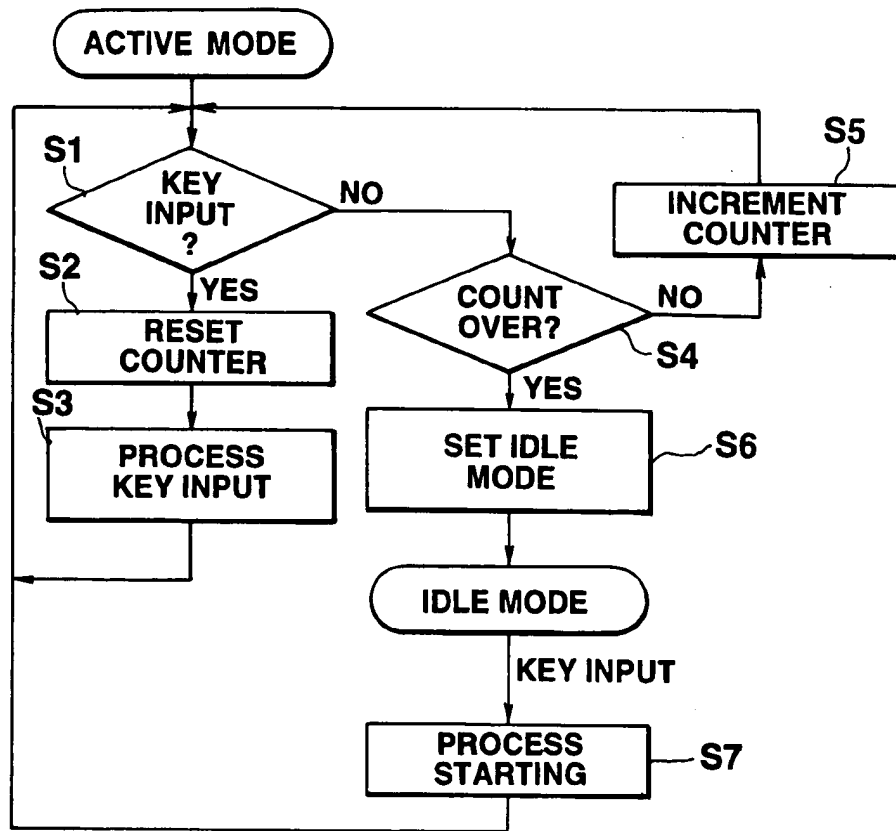 ACTIVE MODE
S1
KEY
INPUT
?
NO
YES
S2
RESET
COUNTER
S3
PROCESS
KEY INPUT
COUNT
OVER?
NO
S4
YES
S5
INCREMENT
COUNTER
SET IDLE
MODE
S6
IDLE MODE
KEY INPUT
PROCESS
STARTING
S7